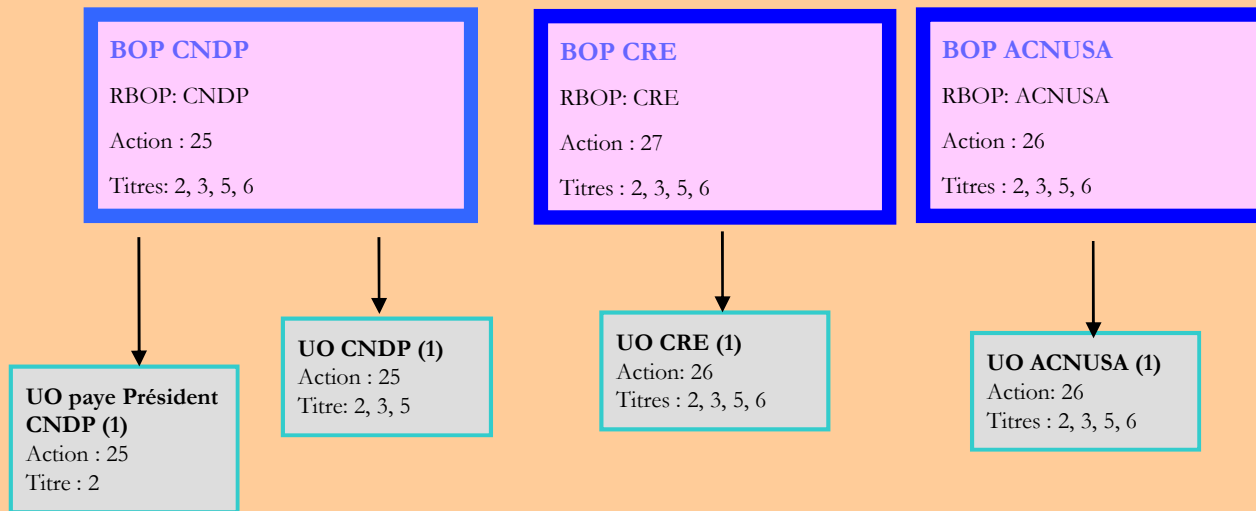 BOP CNDP
RBOP: CNDP
Action : 25
Titres: 2, 3, 5, 6
BOP CRE
RBOP: CRE
Action : 27
Titres : 2, 3, 5, 6
BOP ACNUSA
RBOP: ACNUSA
Action : 26
Titres : 2, 3, 5, 6
UO paye Président
CNDP (1)
Action : 25
Titre : 2
UO CNDP (1)
Action : 25
Titre: 2, 3, 5
UO CRE (1)
Action: 26
Titres : 2, 3, 5, 6
UO ACNUSA (1)
Action: 26
Titres : 2, 3, 5, 6